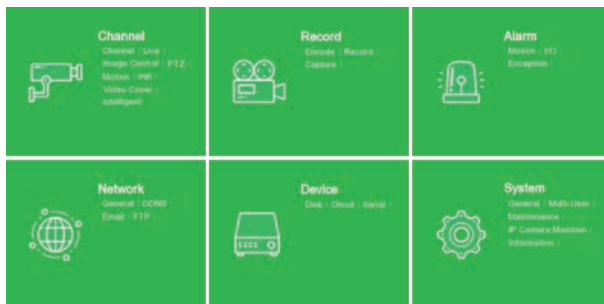 Channel
Channel | Live |
Image Control | PTZ |
Motion | PIR |
Video Cover |
Intelligent
Record
Encode | Record |
Capture |
Alarm
Motion | I/O |
Exception |
Network
General | DDNS |
Email | FTP |
Device
Disk | Cloud | Serial
System
General | Multi-User |
Maintenance |
IP Camera Maintain |
Information |